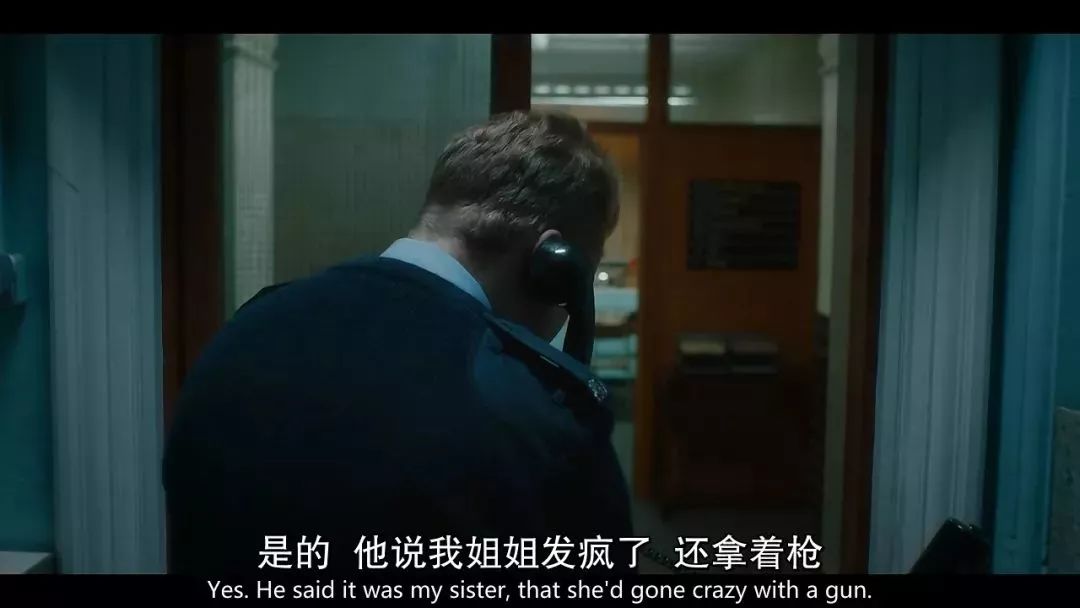 是的 他说我姐姐发疯了 还拿着枪
Yes. He said it was my sister, that she'd gone crazy with a gun.